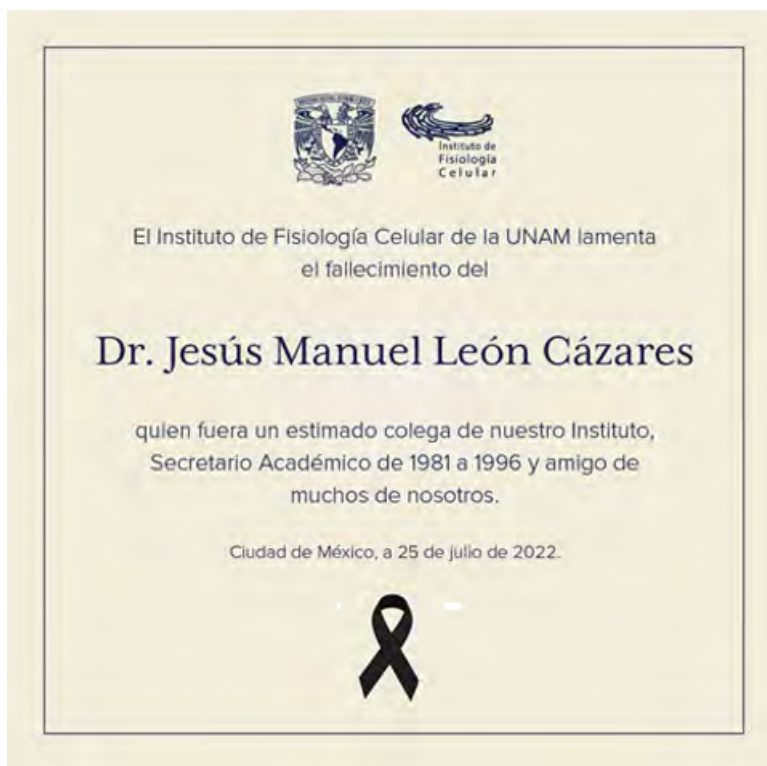 Instituto de
Fisiología
Celular
El Instituto de Fisiología Celular de la UNAM lamenta
el fallecimiento del
Dr. Jesús Manuel León Cázares
quien fuera un estimado colega de nuestro Instituto,
Secretario Académico de 1981 a 1996 y amigo de
muchos de nosotros.
Ciudad de México, a 25 de julio de 2022.